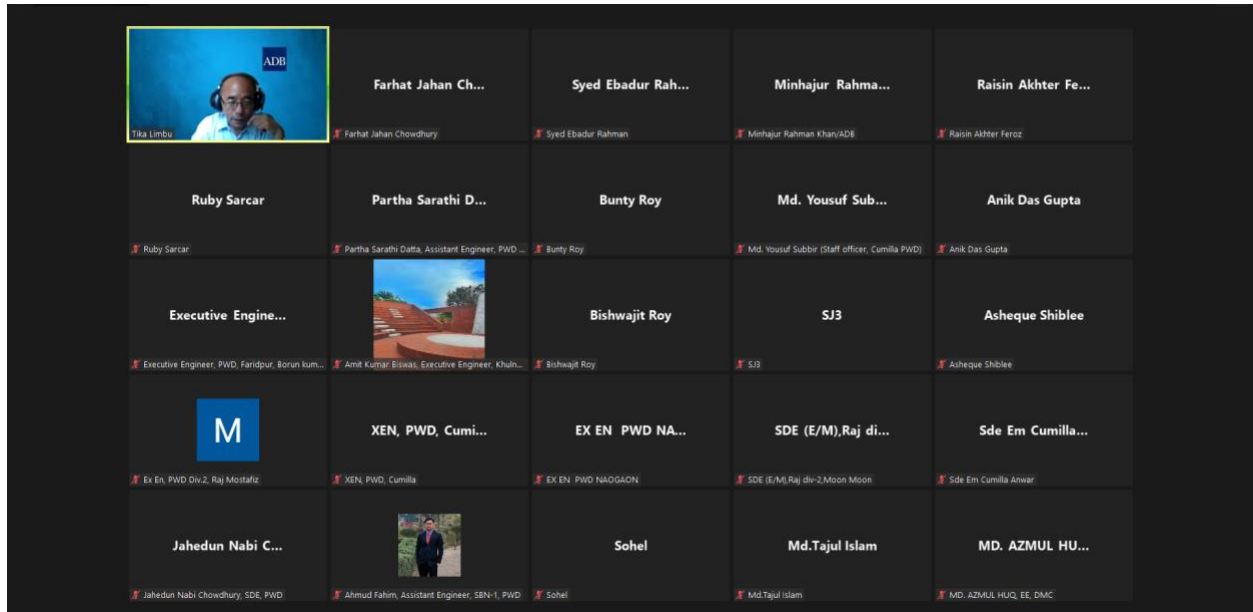 ADB
Tika Limbu
Farhat Jahan Ch...
Farhat Jahan Chowdhury
Syed Ebadur Rah...
Syed Ebadur Rahman
Minhajur Rahma...
Minhajur Rahman Khan/ADB
Raisin Akhter Fe...
Raisin Akhter Feroz
Ruby Sarcar
Ruby Sarcar
Partha Sarathi D...
Partha Sarathi Datta, Assistant Engineer, PWD ...
Bunty Roy
Bunty Roy
Md. Yousuf Sub...
Md. Yousuf Subbir (Staff officer, Cumilla PWD)
Anik Das Gupta
Anik Das Gupta
Executive Engine...
Executive Engineer, PWD, Faridpur, Borun kum...
Amit Kumar Biswas, Executive Engineer, Khuln...
Bishwajit Roy
Bishwajit Roy
SJ3
SJ3
Asheque Shiblee
Asheque Shiblee
M
Ex En, PWD Div.2, Raj Mostafiz
XEN, PWD, Cumi...
XEN, PWD, Cumilla
EX EN PWD NA...
EX EN PWD NAOGAON
SDE (E/M),Raj di...
SDE (E/M),Raj div-2,Moon Moon
Sde Em Cumilla...
Sde Em Cumilla Anwar
Jahedun Nabi C...
Jahedun Nabi Chowdhury, SDE, PWD
Ahmud Fahim, Assistant Engineer, SBN-1, PWD
Sohel
Sohel
Md.Tajul Islam
Md.Tajul Islam
MD. AZMUL HU...
MD. AZMUL HUQ, EE, DMC